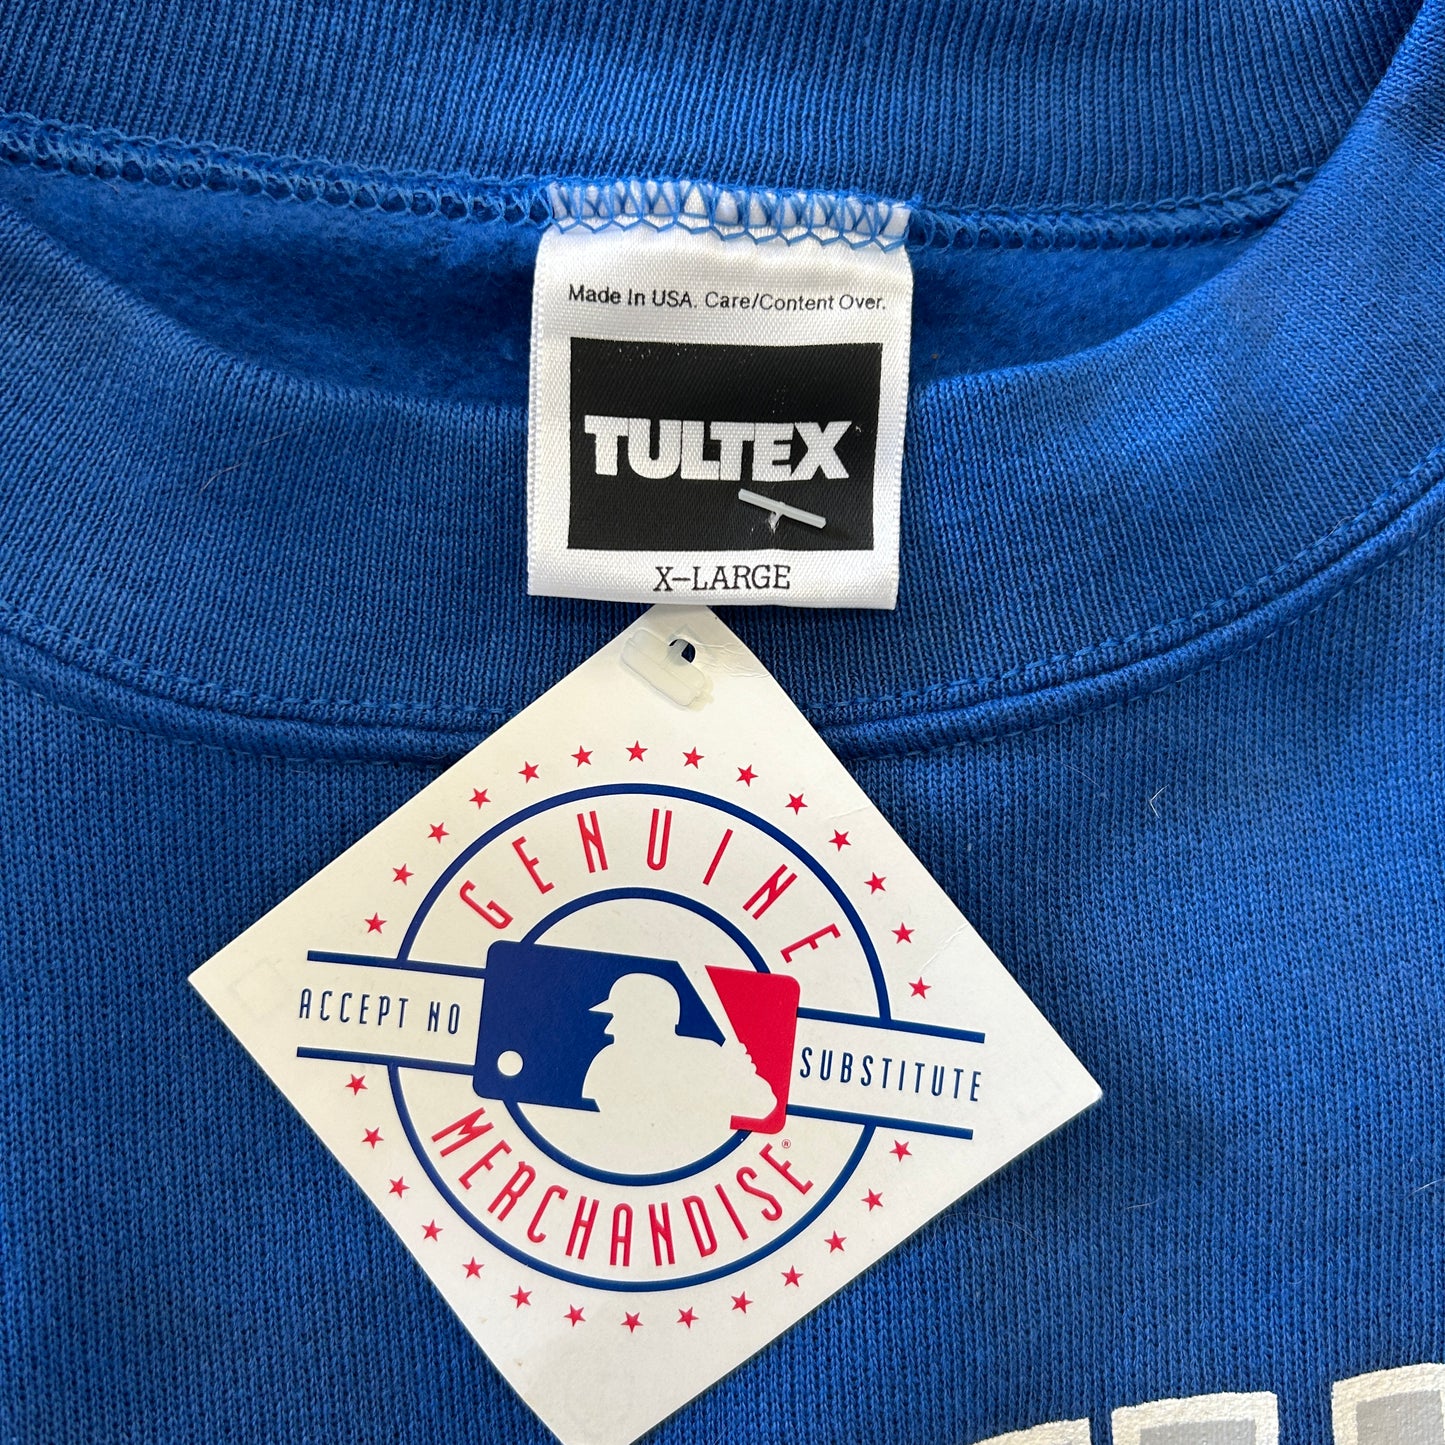 Made In USA. Care/Content Over.
TULTEX
X-LARGE
GENUINE
ACCEPT NO
SUBSTITUTE
MERCHANDISE®